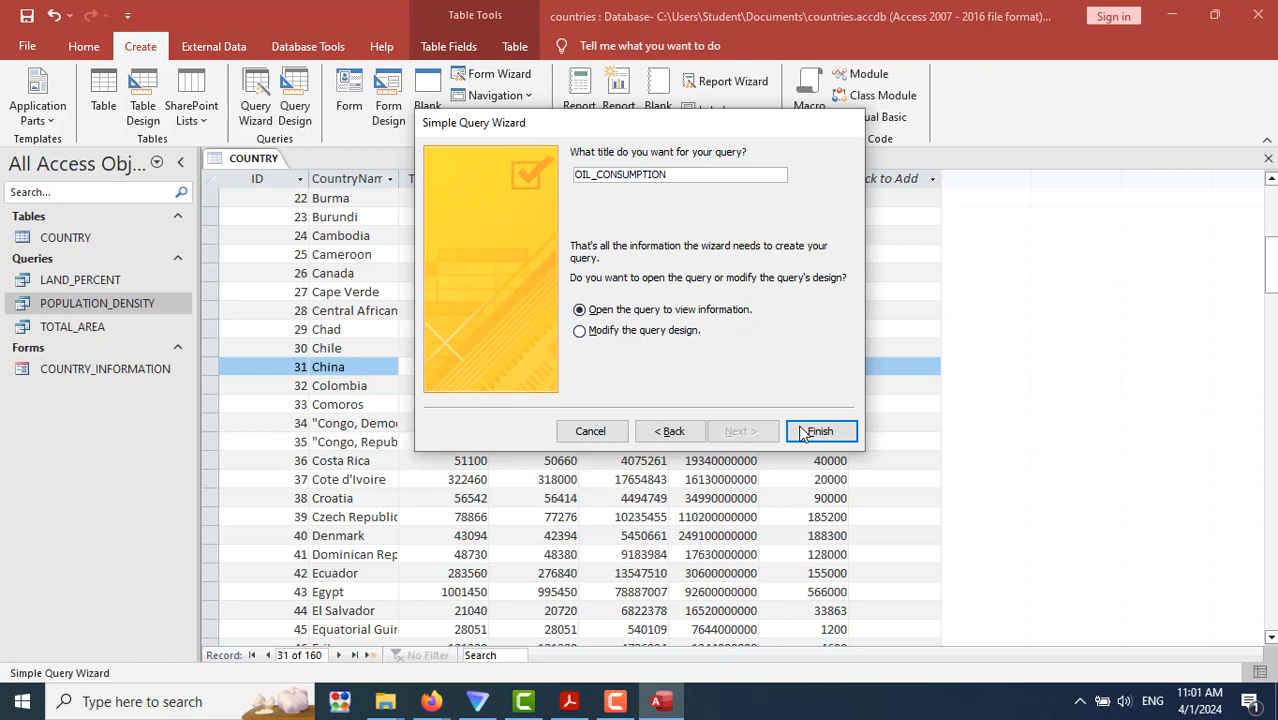 Table Tools
countries : Database- C:\Users\Student\Documents\countries.accdb (Access 2007 - 2016 file format)...
Sign in
File Home Create External Data Database Tools Help Table Fields Table Tell me what you want to do
Application Parts
Templates
Table
Table Design
SharePoint Lists
Tables
Query Wizard
Query Design
Queries
Form
Form Design
Blank
Form Wizard
Navigation
Report
Report
Blank
Report Wizard
Macro
Module
Class Module
Visual Basic
Code
All Access Obj...
Search...
Tables
COUNTRY
Queries
LAND_PERCENT
POPULATION_DENSITY
TOTAL_AREA
Forms
COUNTRY_INFORMATION
COUNTRY
ID CountryNam
22 Burma
23 Burundi
24 Cambodia
25 Cameroon
26 Canada
27 Cape Verde
28 Central African
29 Chad
30 Chile
31 China
32 Colombia
33 Comoros
34 "Congo, Demo
35 "Congo, Repub
36 Costa Rica 51100 50660 4075261 19340000000 40000
37 Cote d'Ivoire 322460 318000 17654843 16130000000 20000
38 Croatia 56542 56414 4494749 34990000000 90000
39 Czech Republic 78866 77276 10235455 110200000000 185200
40 Denmark 43094 42394 5450661 249100000000 188300
41 Dominican Rep 48730 48380 9183984 17630000000 128000
42 Ecuador 283560 276840 13547510 30600000000 155000
43 Egypt 1001450 995450 78887007 92600000000 566000
44 El Salvador 21040 20720 6822378 16520000000 33863
45 Equatorial Guin 28051 28051 540109 7644000000 1200
Simple Query Wizard
What title do you want for your query?
OIL_CONSUMPTION
That's all the information the wizard needs to create your
query.
Do you want to open the query or modify the query's design?
Open the query to view information.
Modify the query design.
Cancel < Back Next > Finish
to Add
Record: 31 of 160 No Filter Search
Simple Query Wizard
Type here to search
ENG
11:01 AM
4/1/2024
1